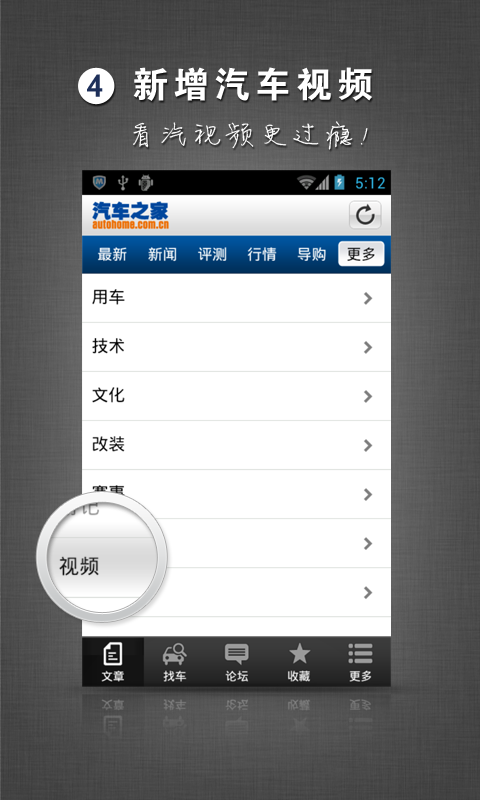 4 新增汽车视频
看汽视频更过瘾!
5:12
汽车之家
autohome.com.cn
最新 新闻 评测 行情 导购 更多
用车
技术
文化
改装
赛事
视频
文章 找车 论坛 收藏 更多